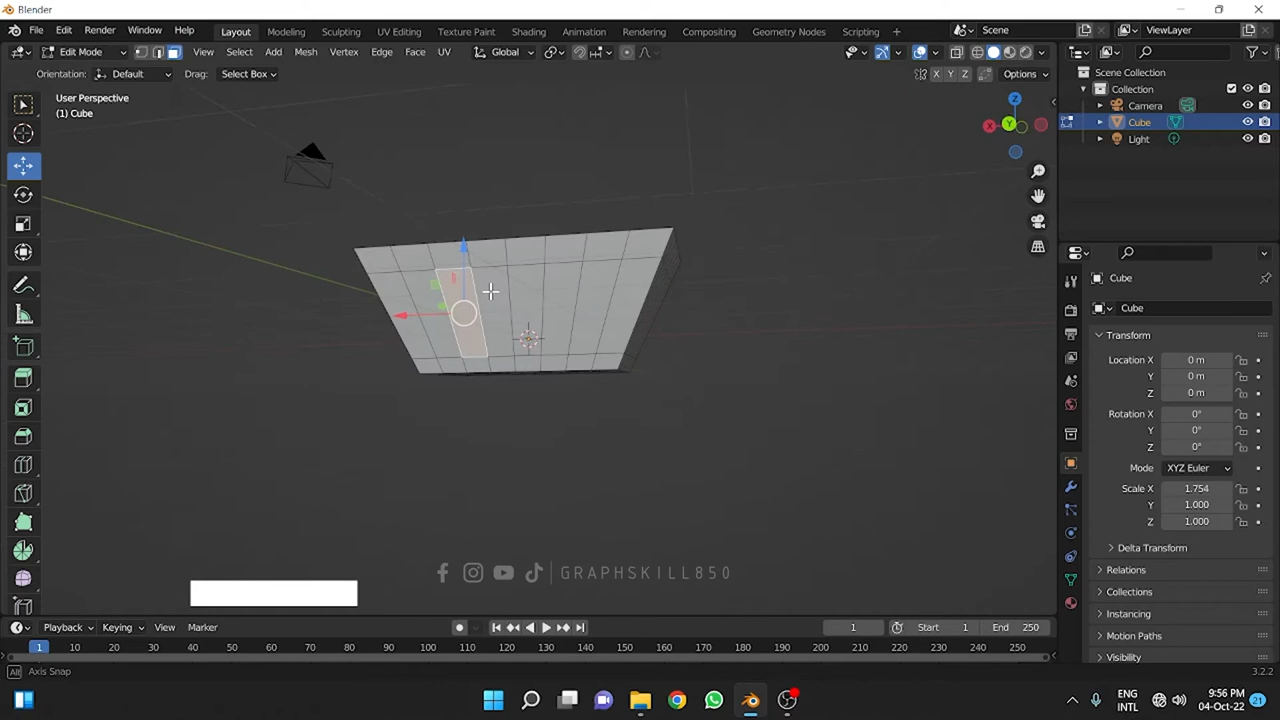 Blender
File Edit Render Window Help Layout Modeling Sculpting UV Editing Texture Paint Shading Animation Rendering Compositing Geometry Nodes Scripting + Scene ViewLayer
Edit Mode View Select Add Mesh Vertex Edge Face UV Global
Orientation: Default Drag: Select Box X Y Z Options
Scene Collection
Collection
Camera
Cube
Light
User Perspective
(1) Cube
Z
X
Y
Cube
Cube
Transform
Location X 0 m
Y 0 m
Z 0 m
Rotation X 0°
Y 0°
Z 0°
Mode XYZ Euler
Scale X 1.754
Y 1.000
Z 1.000
Delta Transform
Relations
Collections
Instancing
Motion Paths
Visibility
GRAPHSKILL850
Playback Keying View Marker 1 Start 1 End 250
1 10 20 30 40 50 60 70 80 90 100 110 120 130 140 150 160 170 180 190 200 210 220 230 240 250
Alt Axis Snap 3.2.2
ENG
INTL
9:56 PM
04-Oct-22
21